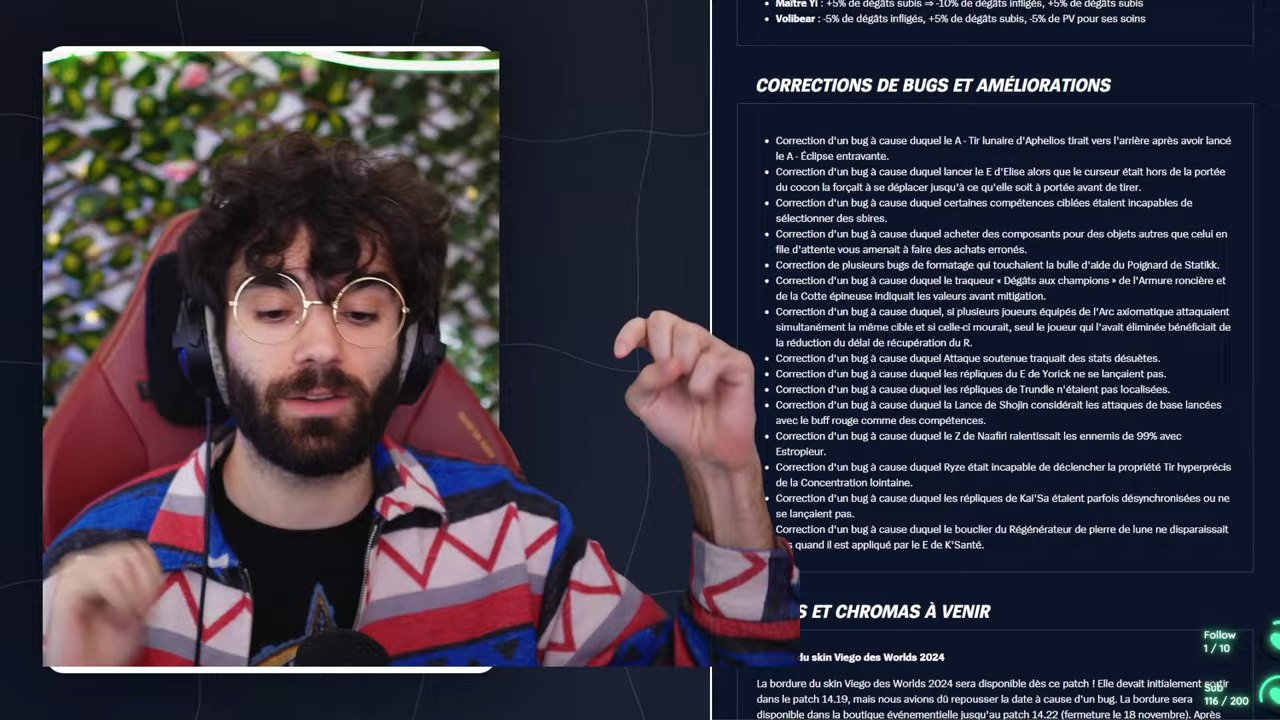 Maître Yi : +5% de dégâts subis ⇒ -10% de dégâts infligés, +5% de dégâts subis
Volibear : -5% de dégâts infligés, +5% de dégâts subis, -5% de PV pour ses soins
CORRECTIONS DE BUGS ET AMÉLIORATIONS
Correction d'un bug à cause duquel le A - Tir lunaire d'Aphelios tirait vers l'arrière après avoir lancé
le A - Éclipse entravante.
Correction d'un bug à cause duquel lancer le E d'Elise alors que le curseur était hors de la portée
du cocon la forçait à se déplacer jusqu'à ce qu'elle soit à portée avant de tirer.
Correction d'un bug à cause duquel certaines compétences ciblées étaient incapables de
sélectionner des sbires.
Correction d'un bug à cause duquel acheter des composants pour des objets autres que celui en
file d'attente vous amenait à faire des achats erronés.
Correction de plusieurs bugs de formatage qui touchaient la bulle d'aide du Poignard de Statikk.
Correction d'un bug à cause duquel le traqueur « Dégâts aux champions » de l'Armure roncière et
de la Cotte épineuse indiquait les valeurs avant mitigation.
Correction d'un bug à cause duquel, si plusieurs joueurs équipés de l'Arc axiomatique attaquaient
simultanément la même cible et si celle-ci mourait, seul le joueur qui l'avait éliminée bénéficiait de
la réduction du délai de récupération du R.
Correction d'un bug à cause duquel Attaque soutenue traquait des stats désuètes.
Correction d'un bug à cause duquel les répliques du E de Yorick ne se lançaient pas.
Correction d'un bug à cause duquel les répliques de Trundle n'étaient pas localisées.
Correction d'un bug à cause duquel la Lance de Shojin considérait les attaques de base lancées
avec le buff rouge comme des compétences.
Correction d'un bug à cause duquel le Z de Naafiri ralentissait les ennemis de 99% avec
Estropieur.
Correction d'un bug à cause duquel Ryze était incapable de déclencher la propriété Tir hyperprécis
de la Concentration lointaine.
Correction d'un bug à cause duquel les répliques de Kai'Sa étaient parfois désynchronisées ou ne
se lançaient pas.
Correction d'un bug à cause duquel le bouclier du Régénérateur de pierre de lune ne disparaissait
s quand il est appliqué par le E de K'Santé.
S ET CHROMAS À VENIR
du skin Viego des Worlds 2024
La bordure du skin Viego des Worlds 2024 sera disponible dès ce patch ! Elle devait initialement sortir
dans le patch 14.19, mais nous avions dû repousser la date à cause d'un bug. La bordure sera
disponible dans la boutique événementielle jusqu'au patch 14.22 (fermeture le 18 novembre). Après
Follow
1 / 10
Sub
116 / 200